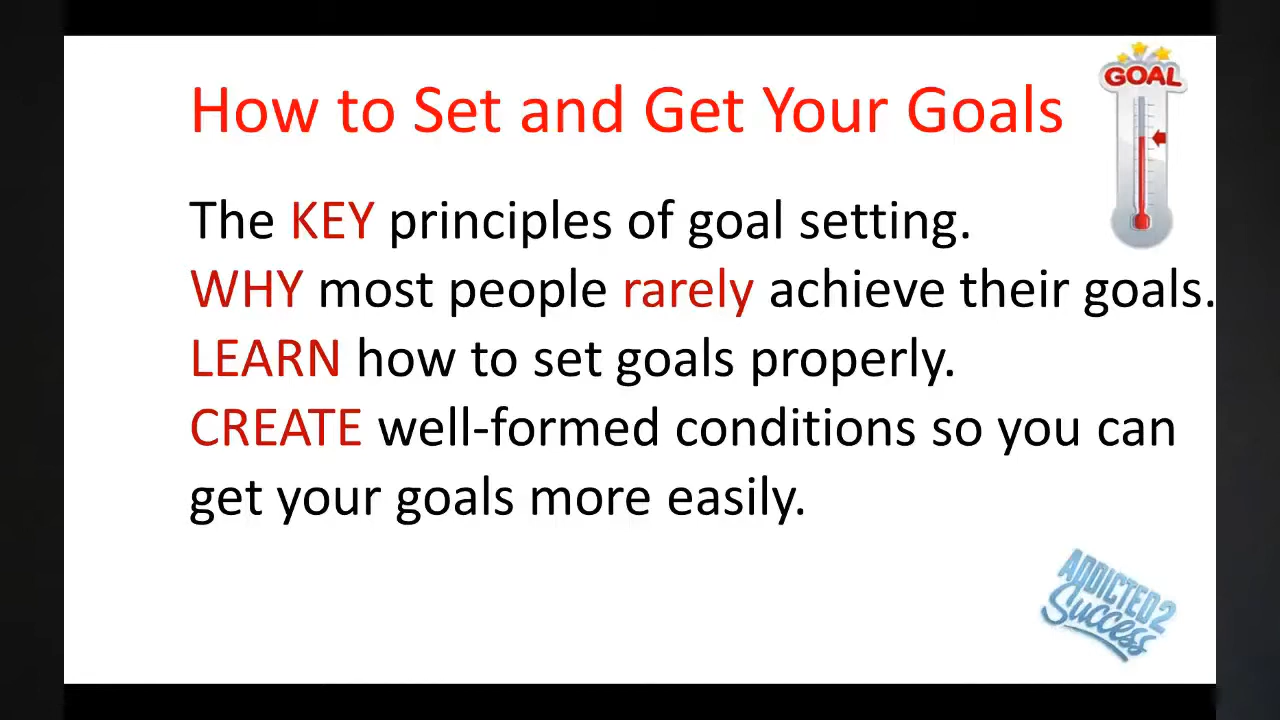 GOAL
How to Set and Get Your Goals
The KEY principles of goal setting.
WHY most people rarely achieve their goals.
LEARN how to set goals properly.
CREATE well-formed conditions so you can
get your goals more easily.
ADDICTED2
Success